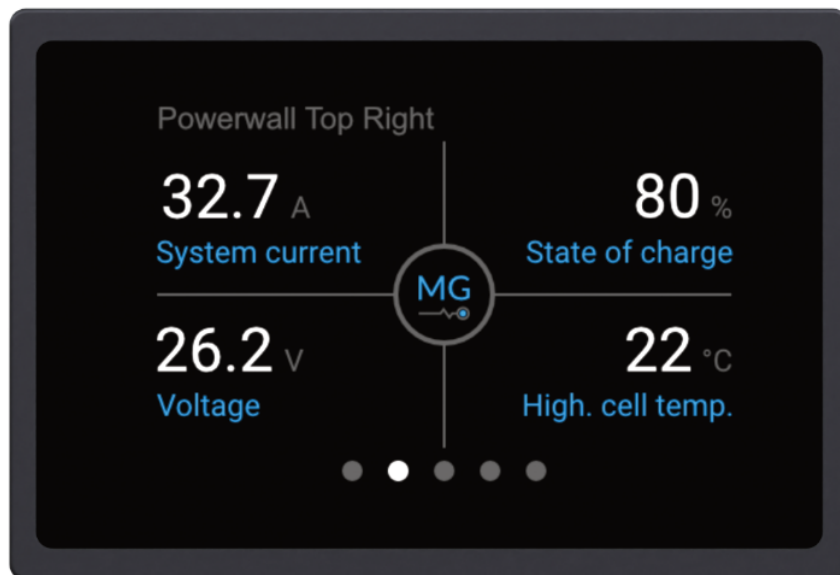 Powerwall Top Right
32.7 A
System current
80 %
State of charge
MG
26.2 V
Voltage
22 °C
High. cell temp.